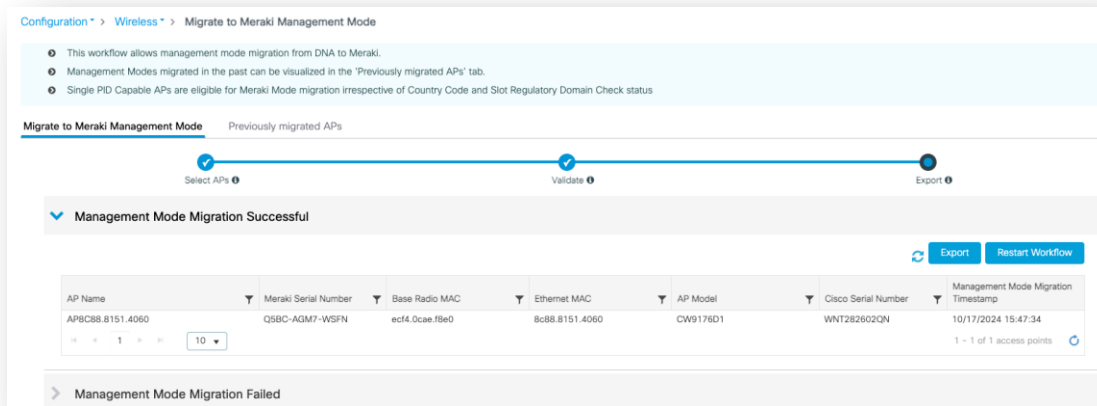 Configuration > Wireless > Migrate to Meraki Management Mode
This workflow allows management mode migration from DNA to Meraki.
Management Modes migrated in the past can be visualized in the 'Previously migrated APs' tab.
Single PID Capable APs are eligible for Meraki Mode migration irrespective of Country Code and Slot Regulatory Domain Check status
Migrate to Meraki Management Mode Previously migrated APs
Select APs Validate Export
Management Mode Migration Successful
Export Restart Workflow
AP Name Meraki Serial Number Base Radio MAC Ethernet MAC AP Model Cisco Serial Number Management Mode Migration Timestamp
AP8C88.8151.4060 Q5BC-AGM7-WSFN ecf4.0cae.f8e0 8c88.8151.4060 CW9176D1 WNT282602QN 10/17/2024 15:47:34
1 10 1 - 1 of 1 access points
Management Mode Migration Failed